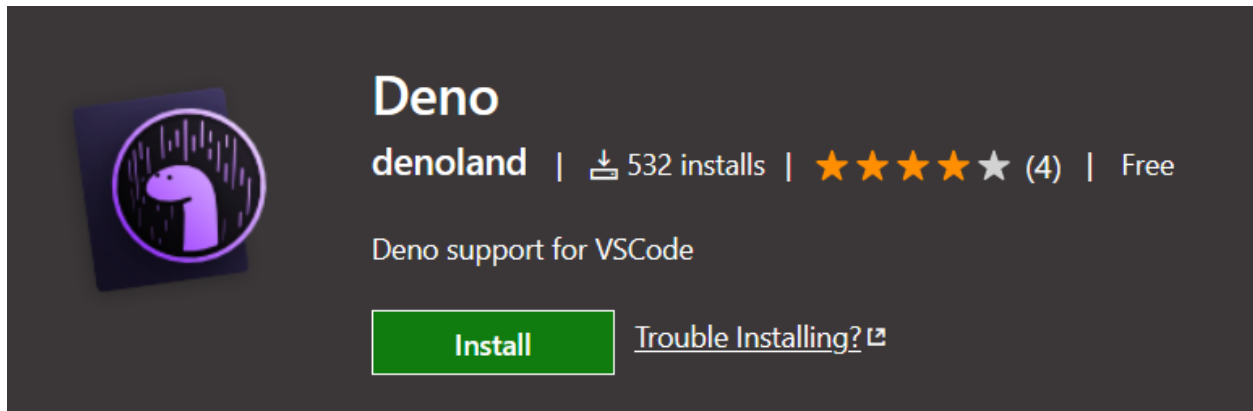 Deno
denoland | 532 installs | (4) | Free
Deno support for VSCode
Install Trouble Installing?